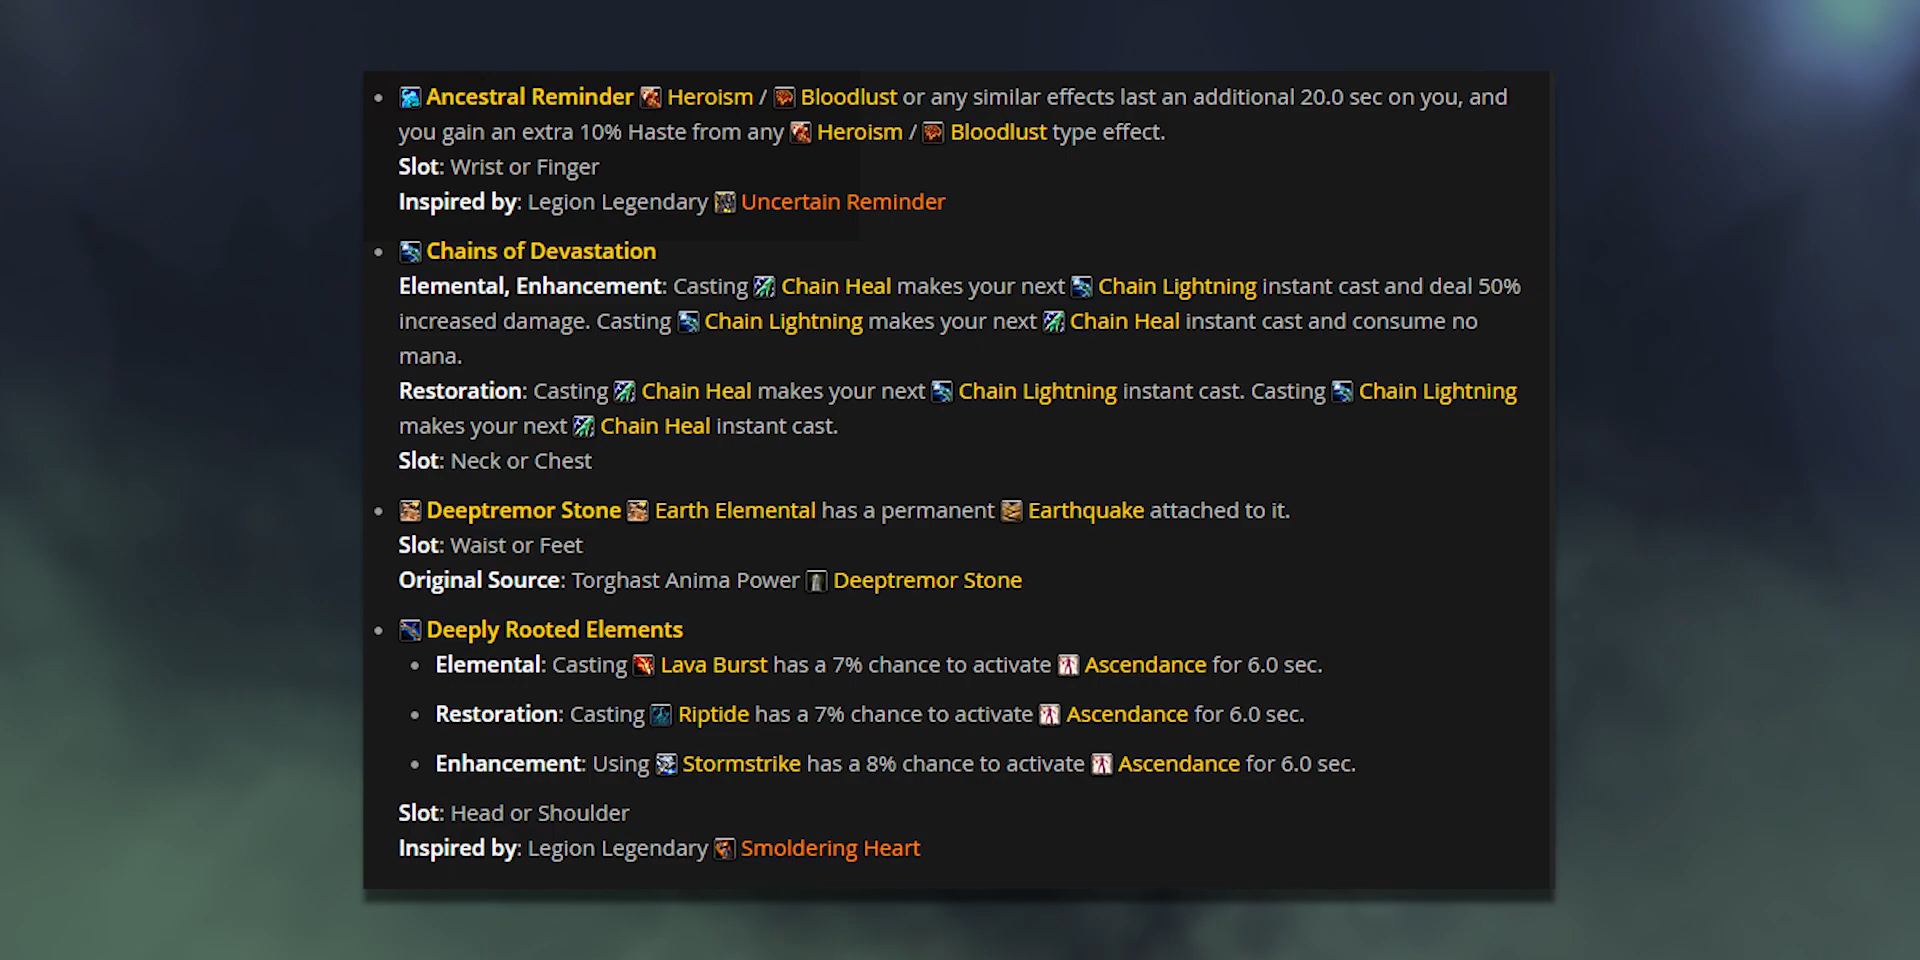 Ancestral Reminder Heroism / Bloodlust or any similar effects last an additional 20.0 sec on you, and
you gain an extra 10% Haste from any Heroism / Bloodlust type effect.
Slot: Wrist or Finger
Inspired by: Legion Legendary Uncertain Reminder
Chains of Devastation
Elemental, Enhancement: Casting Chain Heal makes your next Chain Lightning instant cast and deal 50%
increased damage. Casting Chain Lightning makes your next Chain Heal instant cast and consume no
mana.
Restoration: Casting Chain Heal makes your next Chain Lightning instant cast. Casting Chain Lightning
makes your next Chain Heal instant cast.
Slot: Neck or Chest
Deeptremor Stone Earth Elemental has a permanent Earthquake attached to it.
Slot: Waist or Feet
Original Source: Torghast Anima Power Deeptremor Stone
Deeply Rooted Elements
Elemental: Casting Lava Burst has a 7% chance to activate Ascendance for 6.0 sec.
Restoration: Casting Riptide has a 7% chance to activate Ascendance for 6.0 sec.
Enhancement: Using Stormstrike has a 8% chance to activate Ascendance for 6.0 sec.
Slot: Head or Shoulder
Inspired by: Legion Legendary Smoldering Heart